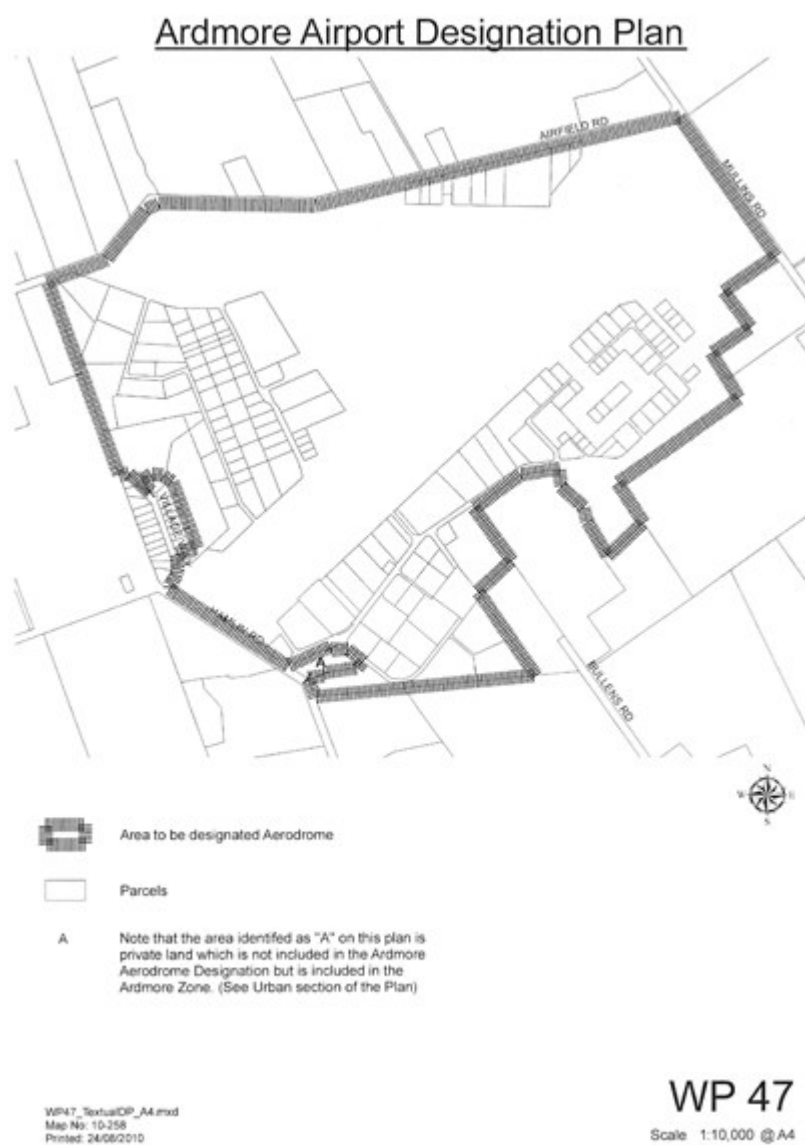 Ardmore Airport Designation Plan
AIRFIELD RD
MULLINS RD
VILLAGE
HAMLIN RD
A
BULLENS RD
N
W E
S
Area to be designated Aerodrome
Parcels
A Note that the area identifed as "A" on this plan is
private land which is not included in the Ardmore
Aerodrome Designation but is included in the
Ardmore Zone. (See Urban section of the Plan)
WP 47
WP47_TextualDP_A4.mxd
Map No: 10-258
Printed: 24/08/2010
Scale 1:10,000 @ A4